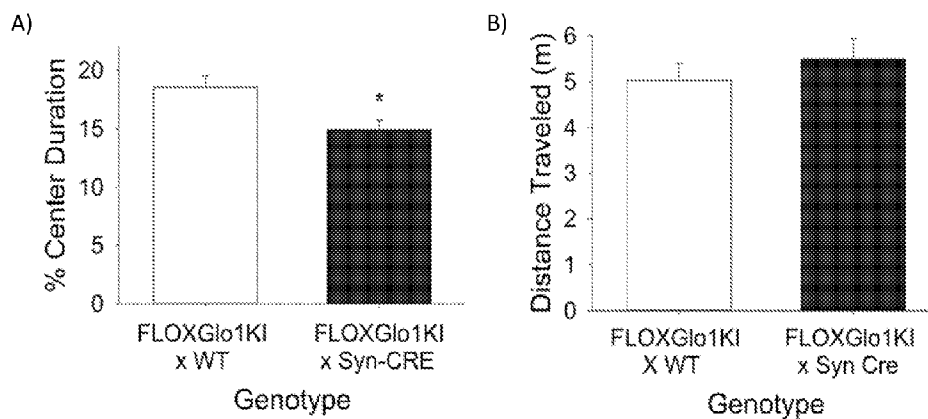 A)
% Center Duration
20
15
10
5
0
*
FLOXGlo1KI
x WT
FLOXGlo1KI
x Syn-CRE
Genotype
B)
Distance Traveled (m)
6
5
4
3
2
1
0
FLOXGlo1KI
X WT
FLOXGlo1KI
x Syn Cre
Genotype